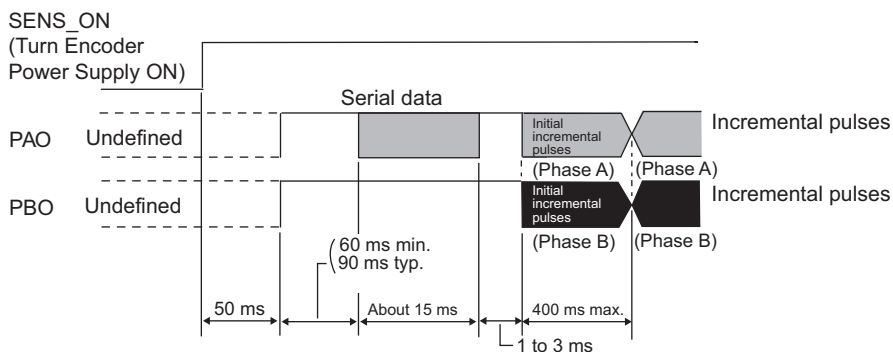 SENS_ON
(Turn Encoder
Power Supply ON)
Serial data
PAO
Undefined
Initial
incremental
pulses
(Phase A)
(Phase A)
Incremental pulses
PBO
Undefined
Initial
incremental
pulses
(Phase B)
(Phase B)
Incremental pulses
60 ms min.
90 ms typ.
50 ms
About 15 ms
400 ms max.
1 to 3 ms